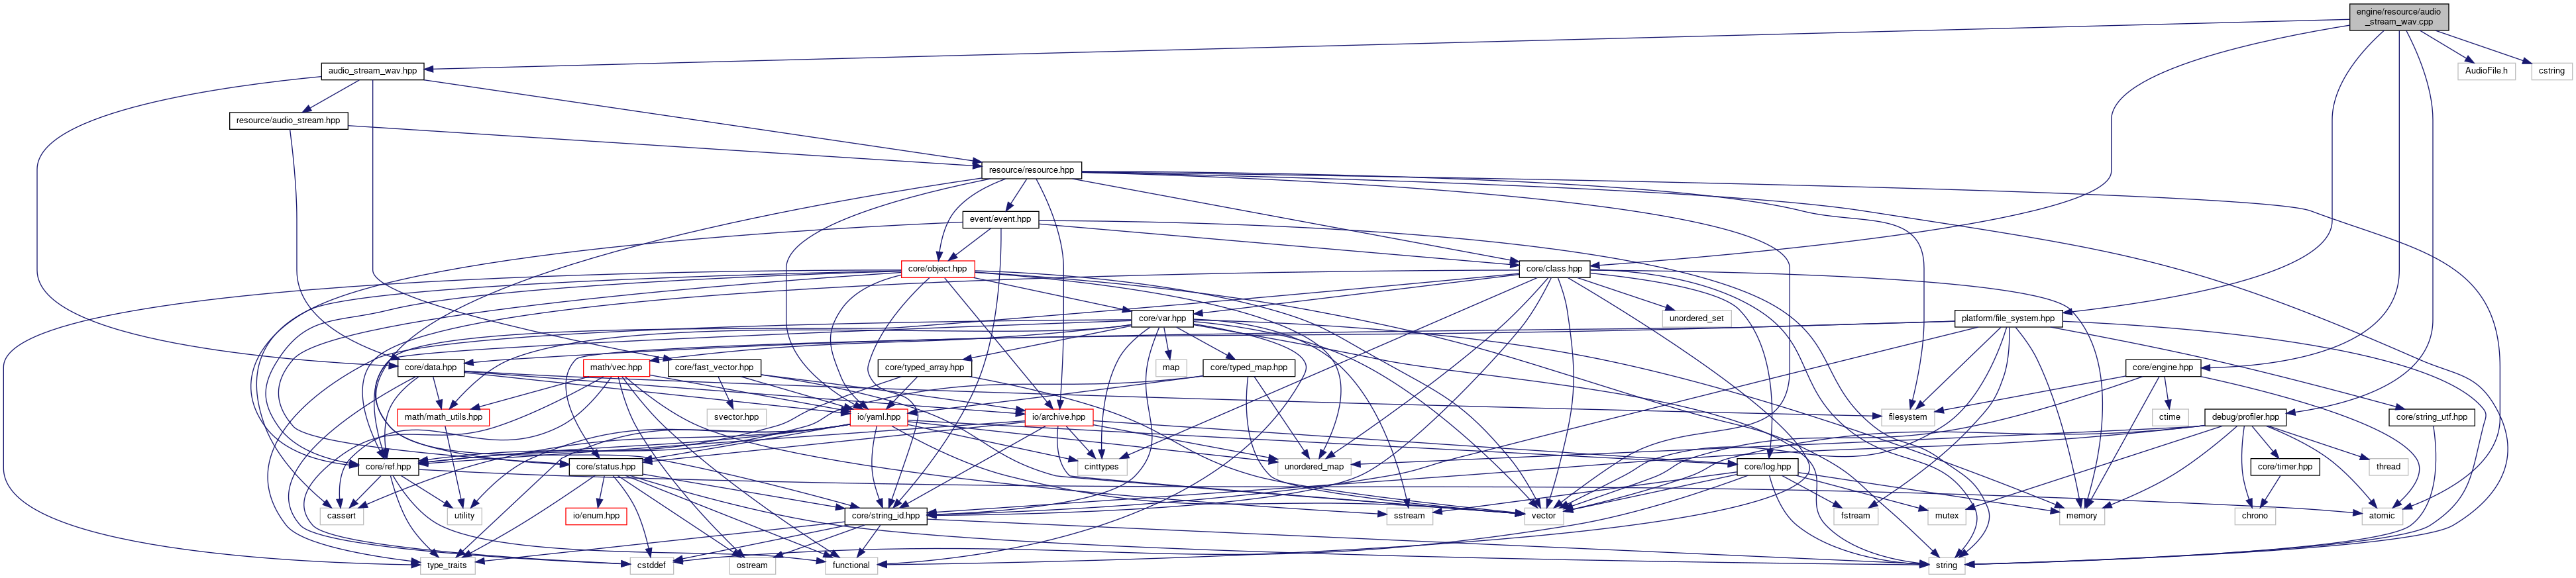 engine/resource/audio
_stream_wav.cpp
audio_stream_wav.hpp
AudioFile.h
cstring
resource/audio_stream.hpp
resource/resource.hpp
event/event.hpp
core/object.hpp
core/class.hpp
core/var.hpp
unordered_set
platform/file_system.hpp
core/data.hpp
math/vec.hpp
core/fast_vector.hpp
core/typed_array.hpp
map
core/typed_map.hpp
core/engine.hpp
math/math_utils.hpp
svector.hpp
io/yaml.hpp
io/archive.hpp
filesystem
ctime
debug/profiler.hpp
core/string_utf.hpp
core/ref.hpp
core/status.hpp
cinttypes
unordered_map
core/log.hpp
core/timer.hpp
thread
cassert
utility
io/enum.hpp
core/string_id.hpp
sstream
vector
fstream
mutex
memory
chrono
atomic
type_traits
cstddef
ostream
functional
string